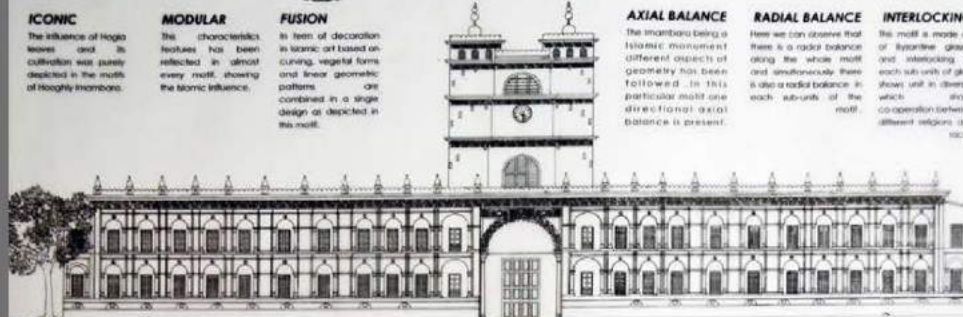 ICONIC
The influence of Hogla
leaves and its
cultivation was purely
depicted in the motifs
of Hooghly Imambara.
MODULAR
The characteristics
features has been
reflected in almost
every motif, showing
the Islamic influence.
FUSION
In term of decoration
in Islamic art based on
curving, vegetal forms
and linear geometric
patterns are
combined in a single
design as depicted in
this motif.
AXIAL BALANCE
The Imambara being a
Islamic monument
different aspects of
geometry has been
followed . In this
particular motif one
directional axial
balance is present.
RADIAL BALANCE
Here we can observe that
there is a radial balance
along the whole motif
and simultaneously there
is also a radial balance in
each sub-units of the
motif.
INTERLOCKING
This motif is made
of Byzantine glass
and interlocking
each sub units of
shows unit in
which
co-operation
different religions